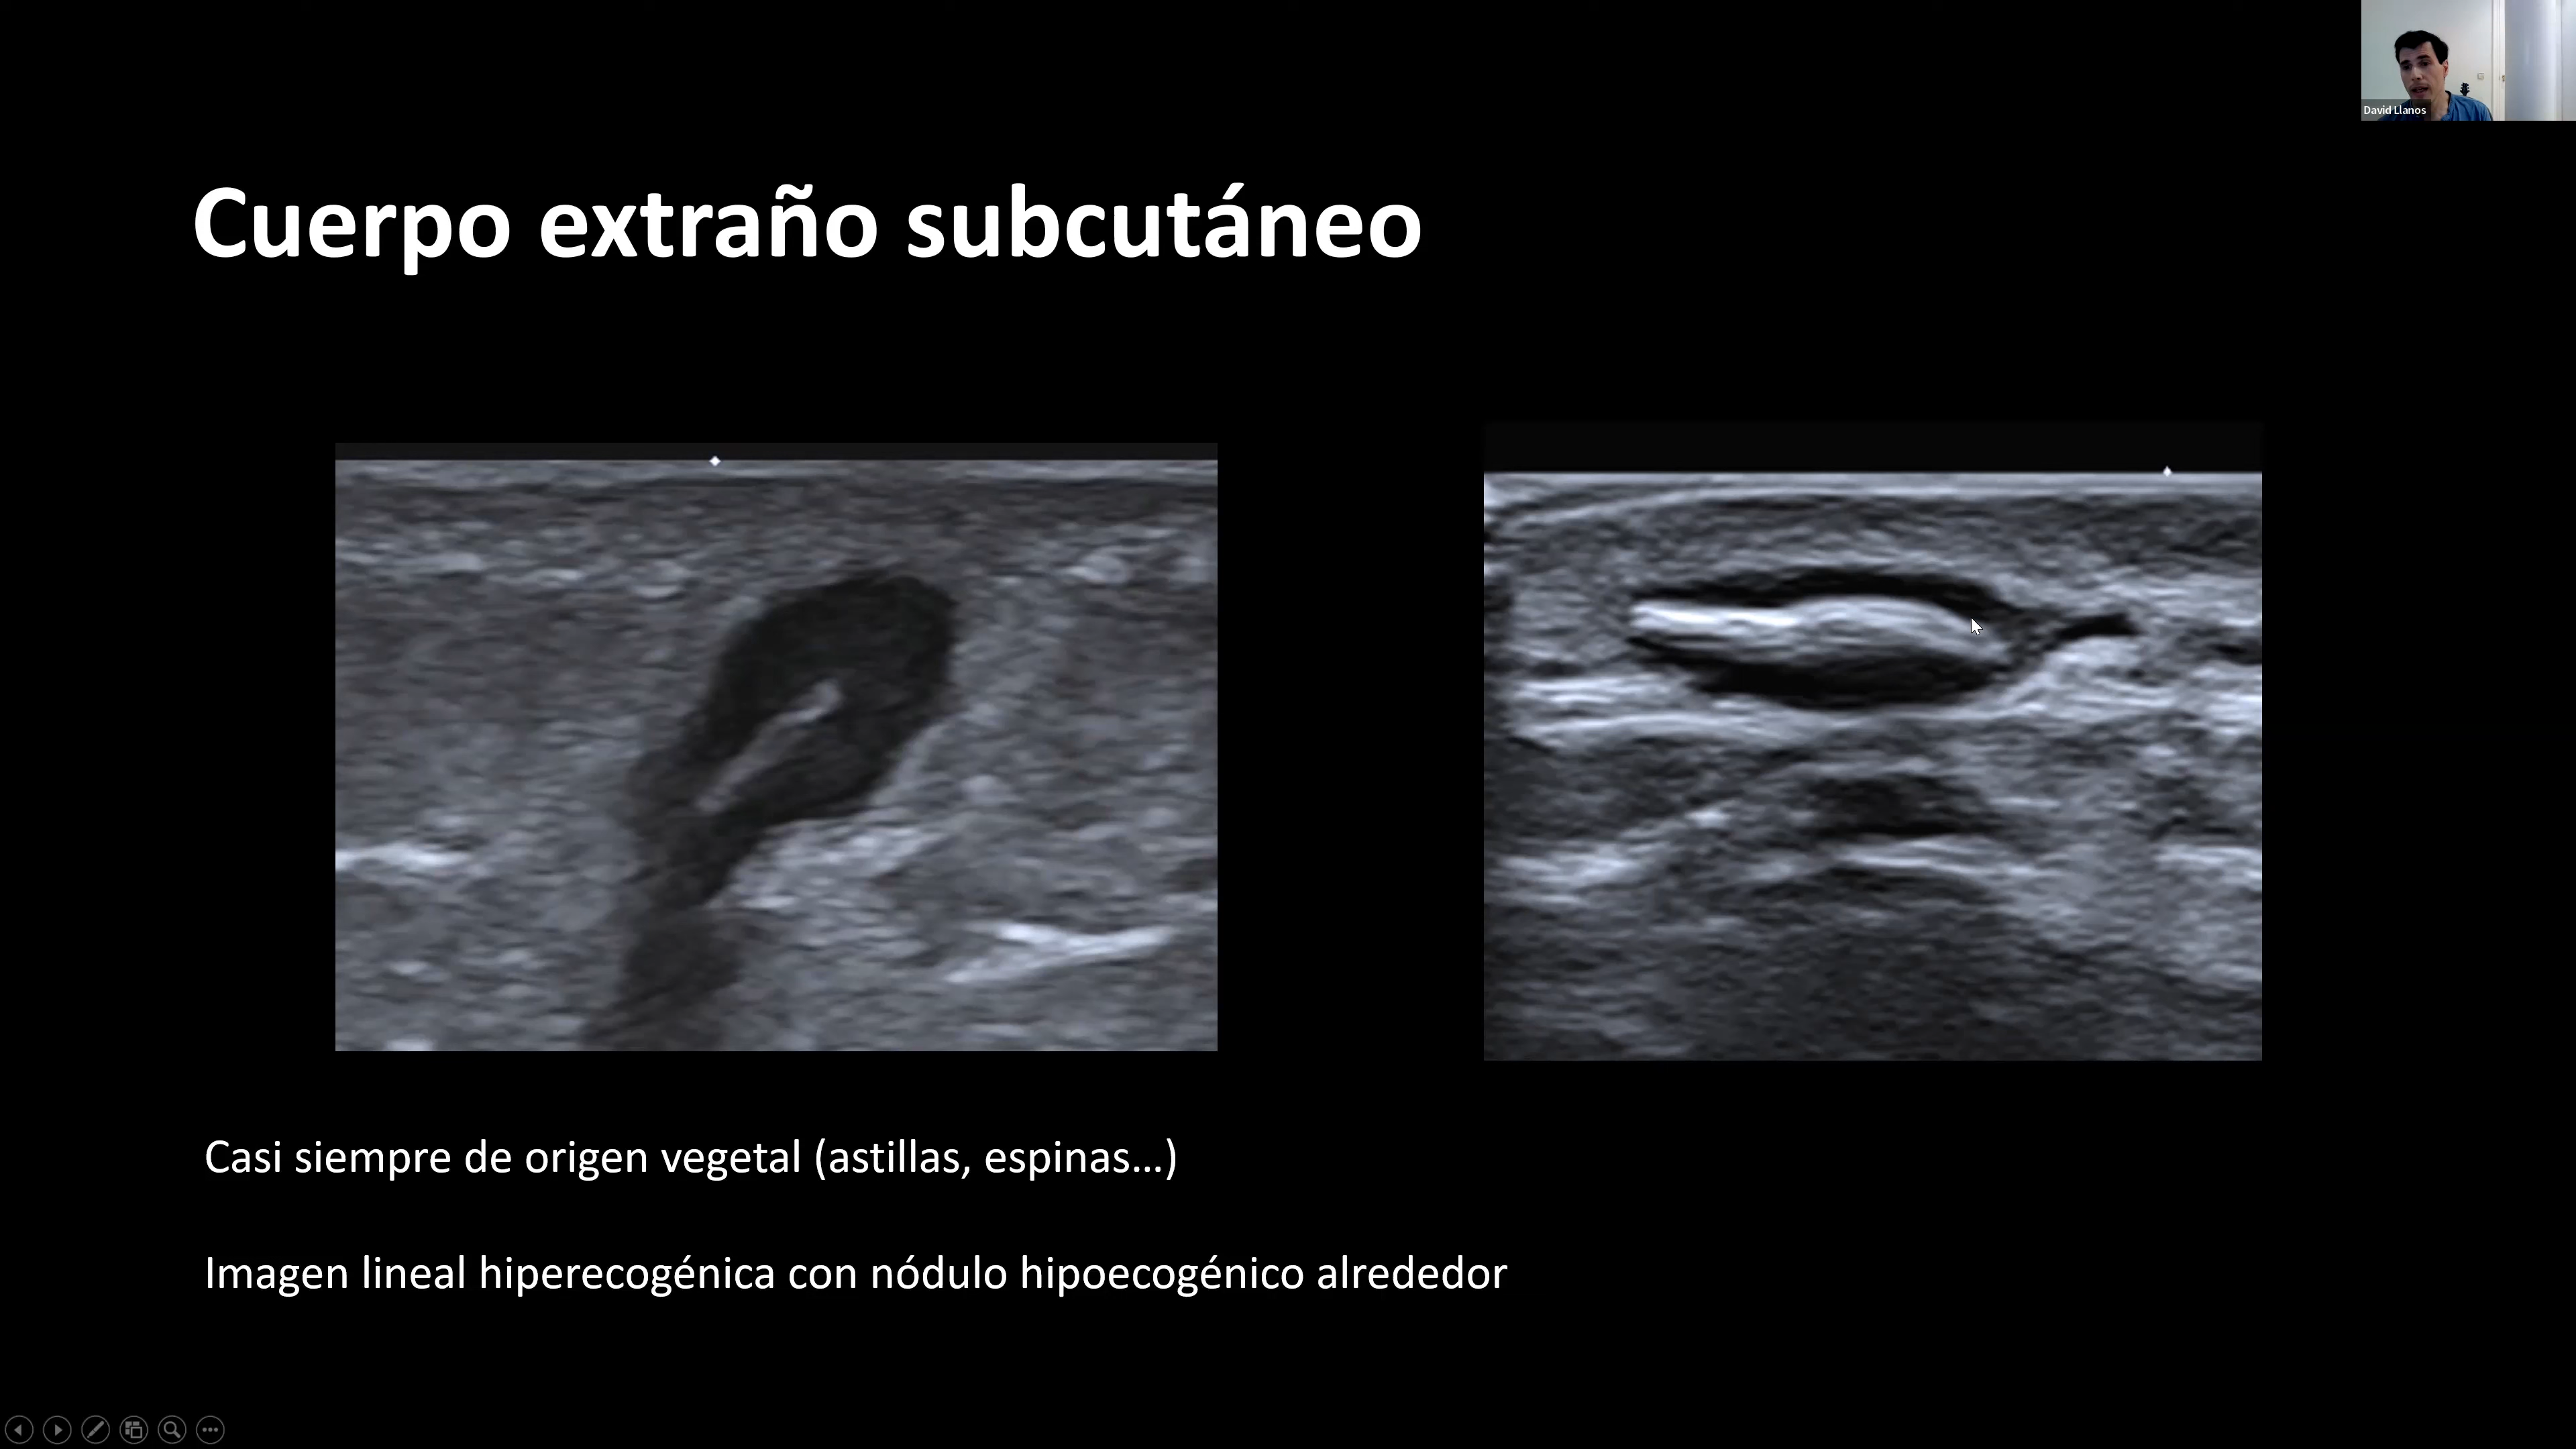 David Llanos
Cuerpo extraño subcutáneo
Casi siempre de origen vegetal (astillas, espinas...)
Imagen lineal hiperecogénica con nódulo hipoecogénico alrededor